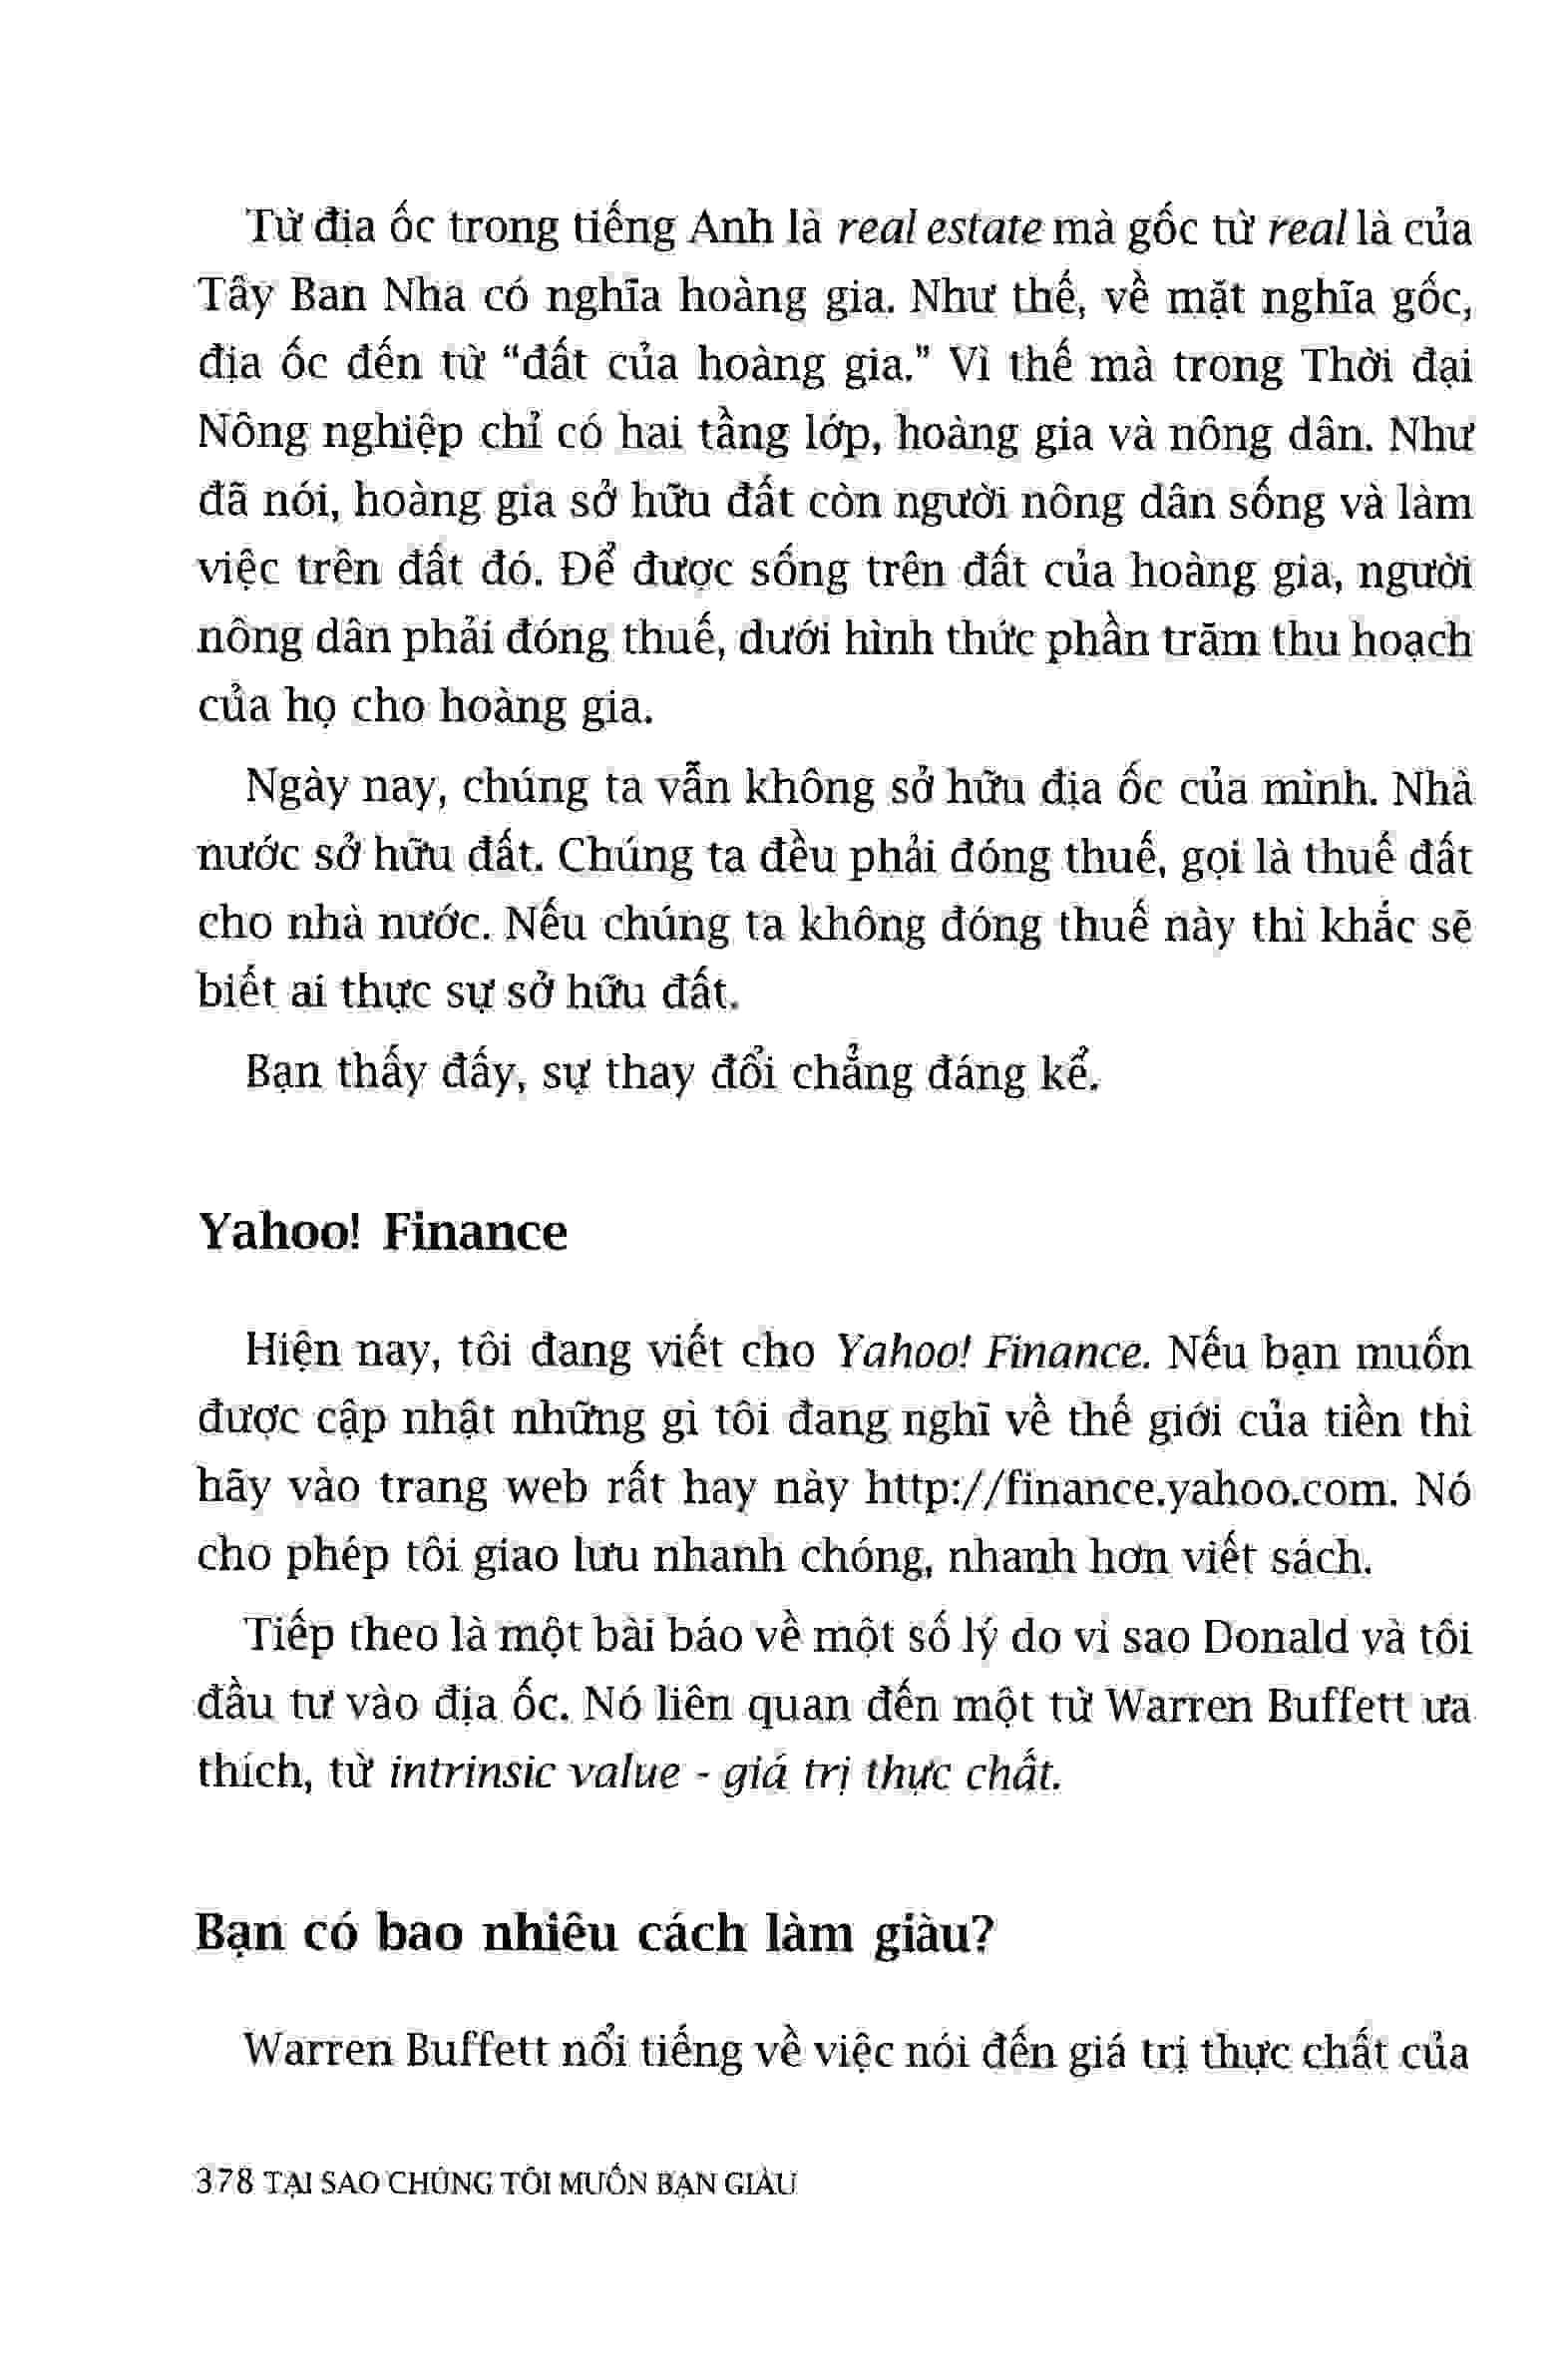 Từ địa ốc trong tiếng Anh là real estate mà gốc từ real là của
Tây Ban Nha có nghĩa hoàng gia. Như thế, về mặt nghĩa gốc,
địa ốc đến từ “đất của hoàng gia.” Vì thế mà trong Thời đại
Nông nghiệp chỉ có hai tầng lớp, hoàng gia và nông dân. Như
đã nói, hoàng gia sở hữu đất còn người nông dân sống và làm
việc trên đất đó. Để được sống trên đất của hoàng gia, người
nông dân phải đóng thuế, dưới hình thức phần trăm thu hoạch
của họ cho hoàng gia.
Ngày nay, chúng ta vẫn không sở hữu địa ốc của mình. Nhà
nước sở hữu đất. Chúng ta đều phải đóng thuế, gọi là thuế đất
cho nhà nước. Nếu chúng ta không đóng thuế này thì khắc sẽ
biết ai thực sự sở hữu đất.
Bạn thấy đấy, sự thay đổi chẳng đáng kể.
Yahoo! Finance
Hiện nay, tôi đang viết cho Yahoo! Finance. Nếu bạn muốn
được cập nhật những gì tôi đang nghĩ về thế giới của tiền thì
hãy vào trang web rất hay này http://finance.yahoo.com. Nó
cho phép tôi giao lưu nhanh chóng, nhanh hơn viết sách.
Tiếp theo là một bài báo về một số lý do vì sao Donald và tôi
đầu tư vào địa ốc. Nó liên quan đến một từ Warren Buffett ưa
thích, từ intrinsic value - giá trị thực chất.
Bạn có bao nhiêu cách làm giàu?
Warren Buffett nổi tiếng về việc nói đến giá trị thực chất của
378 TẠI SAO CHÚNG TÔI MUỐN BẠN GIÀU